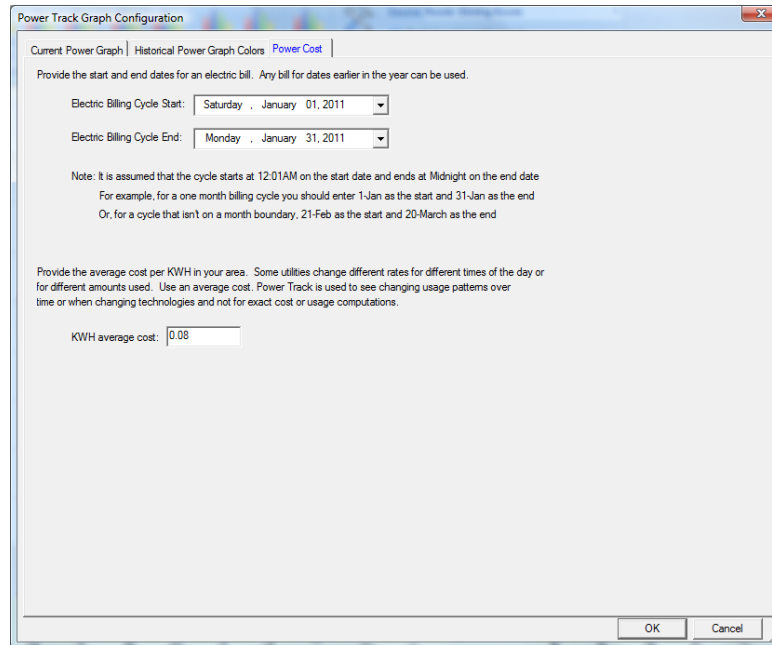 Power Track Graph Configuration
Current Power Graph Historical Power Graph Colors Power Cost
Provide the start and end dates for an electric bill. Any bill for dates earlier in the year can be used.
Electric Billing Cycle Start: Saturday , January 01, 2011
Electric Billing Cycle End: Monday , January 31, 2011
Note: It is assumed that the cycle starts at 12:01AM on the start date and ends at Midnight on the end date
For example, for a one month billing cycle you should enter 1-Jan as the start and 31-Jan as the end
Or, for a cycle that isn't on a month boundary, 21-Feb as the start and 20-March as the end
Provide the average cost per KWH in your area. Some utilities change different rates for different times of the day or
for different amounts used. Use an average cost. Power Track is used to see changing usage patterns over
time or when changing technologies and not for exact cost or usage computations.
KWH average cost: 0.08
OK Cancel